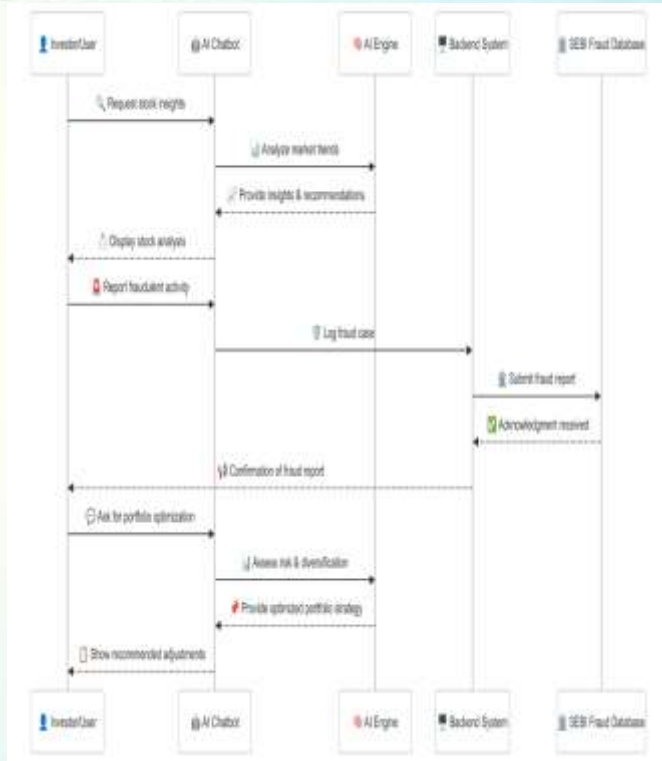 👤 Investor/User
🤖 AI Chatbot
🧠 AI Engine
🖥️ Backend System
🏛️ SEBI Fraud Database
🔍 Request stock insights
📊 Analyze market trends
📈 Provide insights & recommendations
📩 Display stock analysis
🚨 Report fraudulent activity
🛡️ Log fraud case
🏛️ Submit fraud report
✅ Acknowledgment received
📢 Confirmation of fraud report
💬 Ask for portfolio optimization
📊 Assess risk & diversification
📌 Provide optimized portfolio strategy
📋 Show recommended adjustments
👤 Investor/User
🤖 AI Chatbot
🧠 AI Engine
🖥️ Backend System
🏛️ SEBI Fraud Database